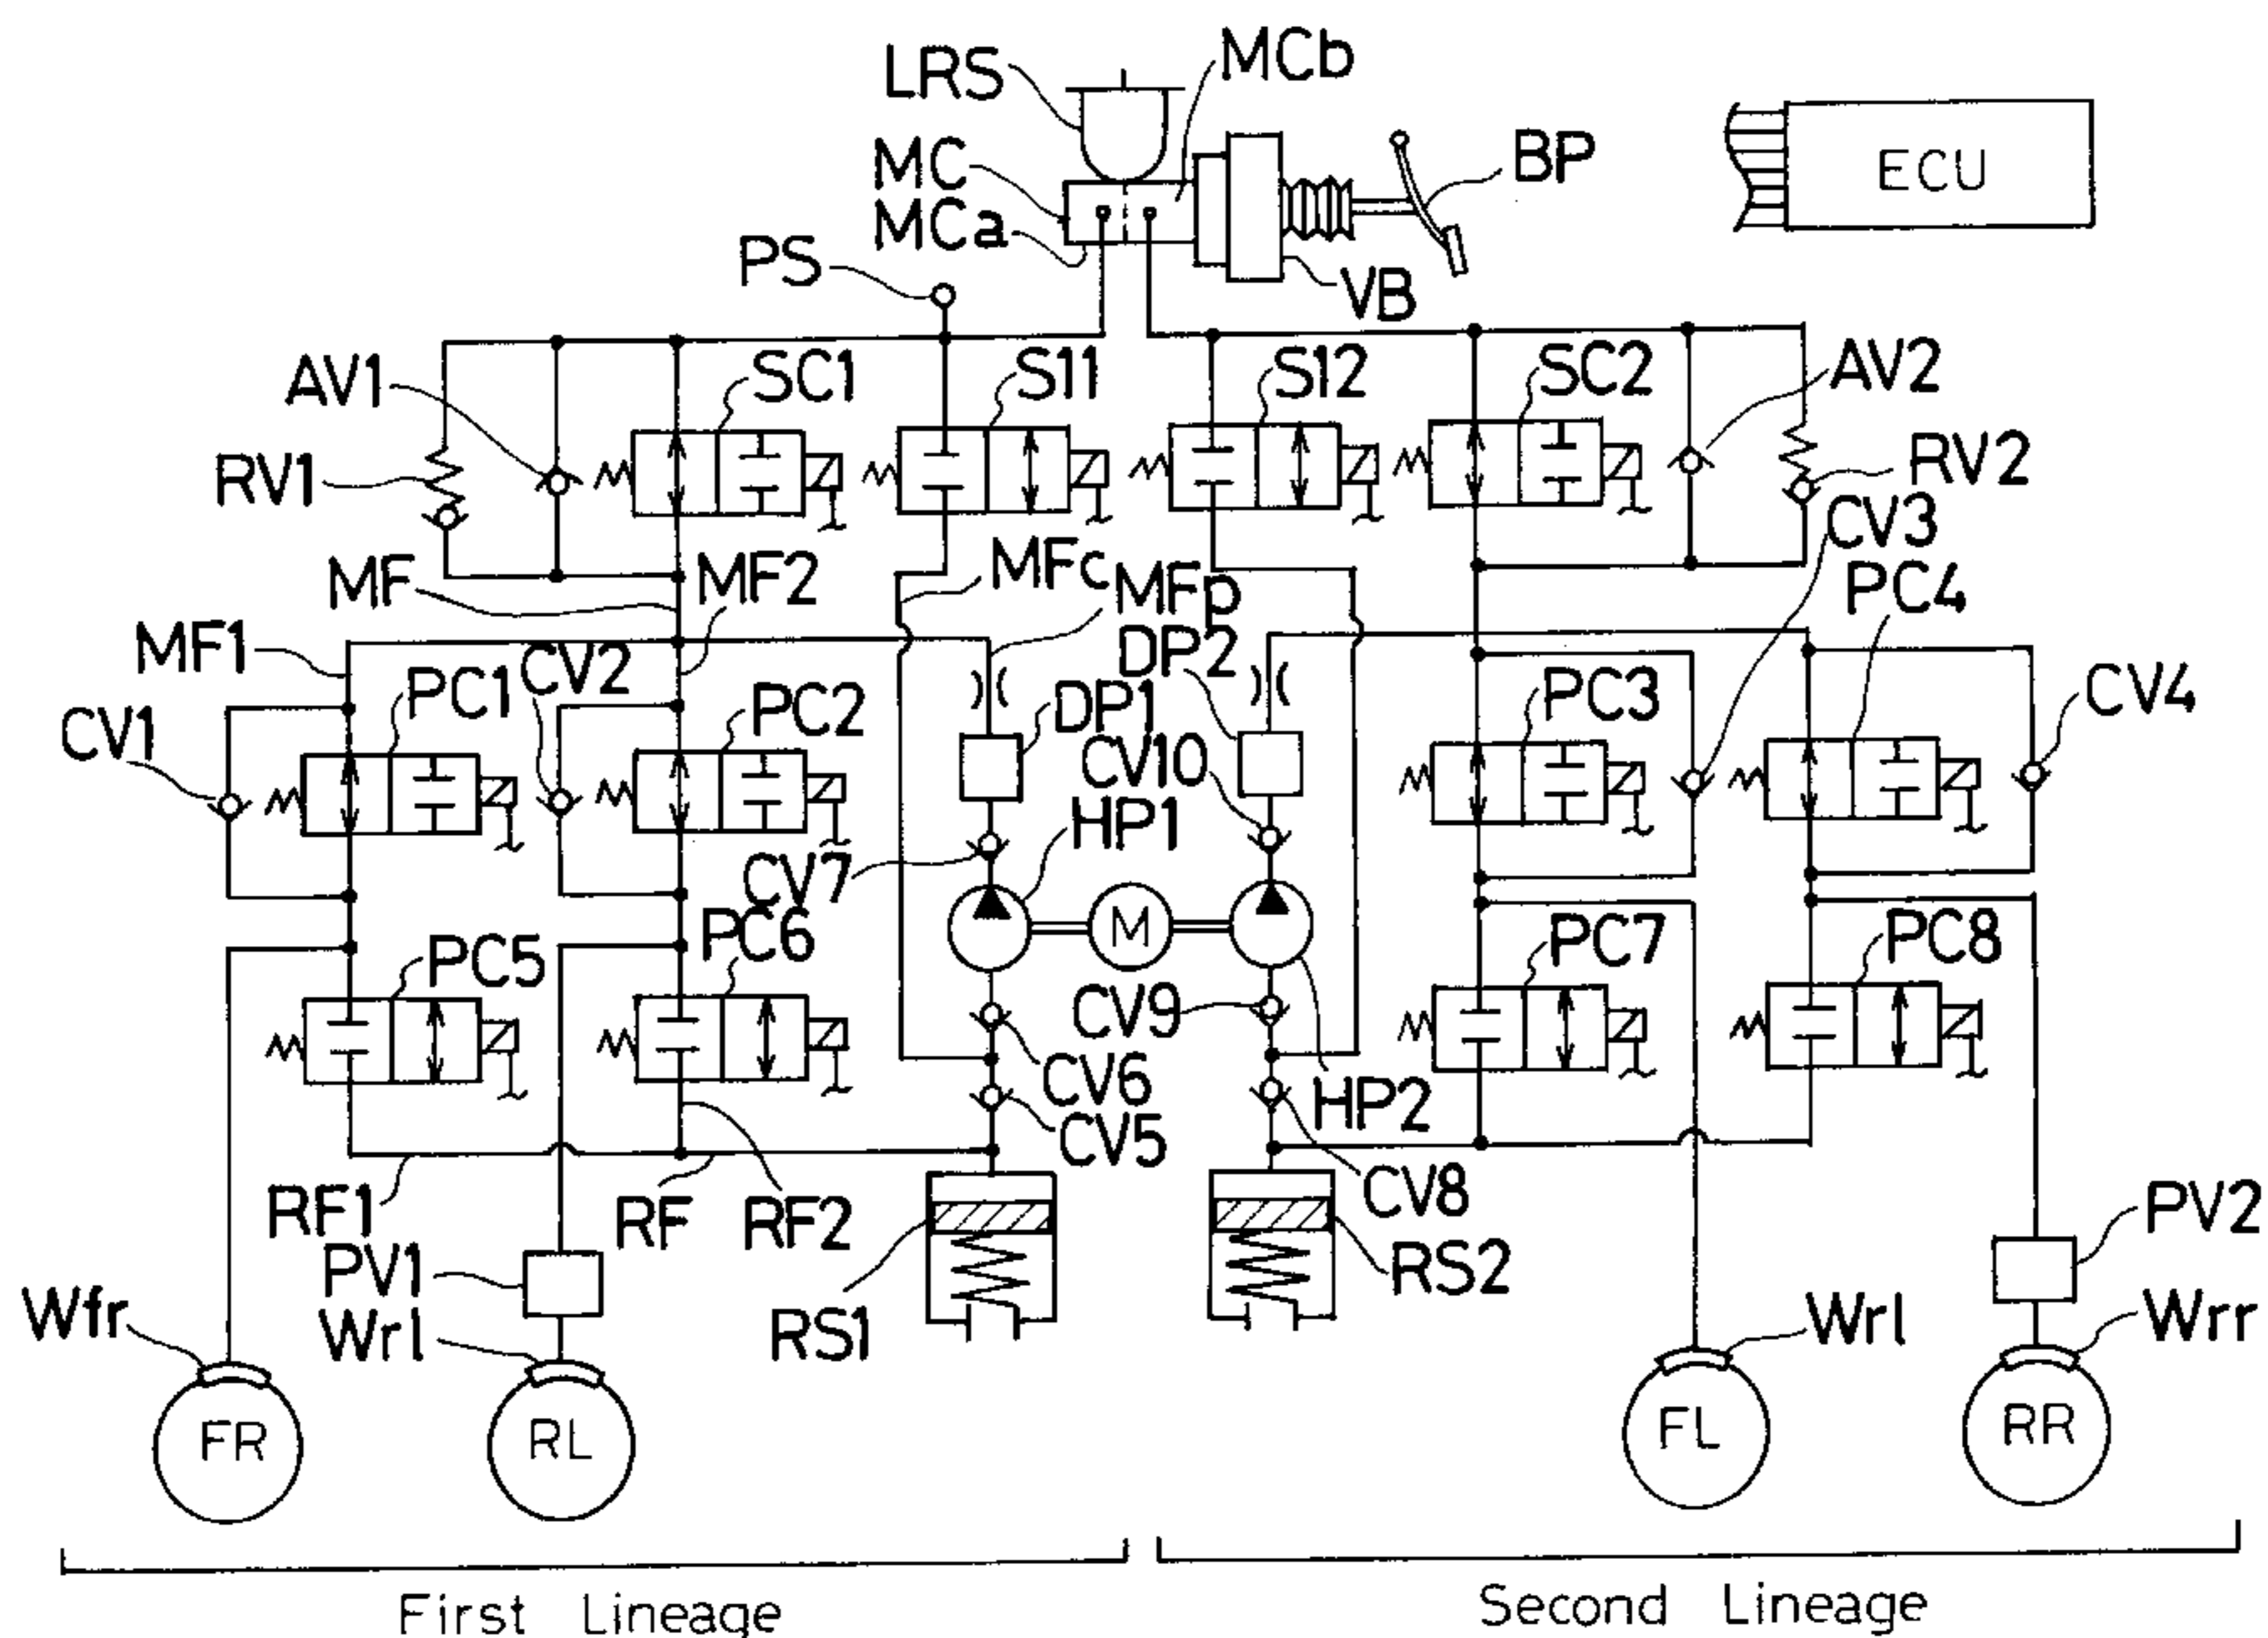 LRS
MCb
MC
MCa
BP
ECU
PS
VB
AV1
SC1
S11
S12
SC2
AV2
RV1
RV2
CV3
MF
MF2
MFc
MFp
PC4
MF1
CV2
DP2
PC1
PC2
DP1
PC3
CV4
CV1
CV10
HP1
CV7
M
PC5
PC6
PC7
PC8
CV9
CV6
HP2
CV5
CV8
RF1
RF
RF2
PV1
RS1
RS2
PV2
Wfr
Wrl
Wrl
Wrr
FR
RL
FL
RR
First Lineage
Second Lineage